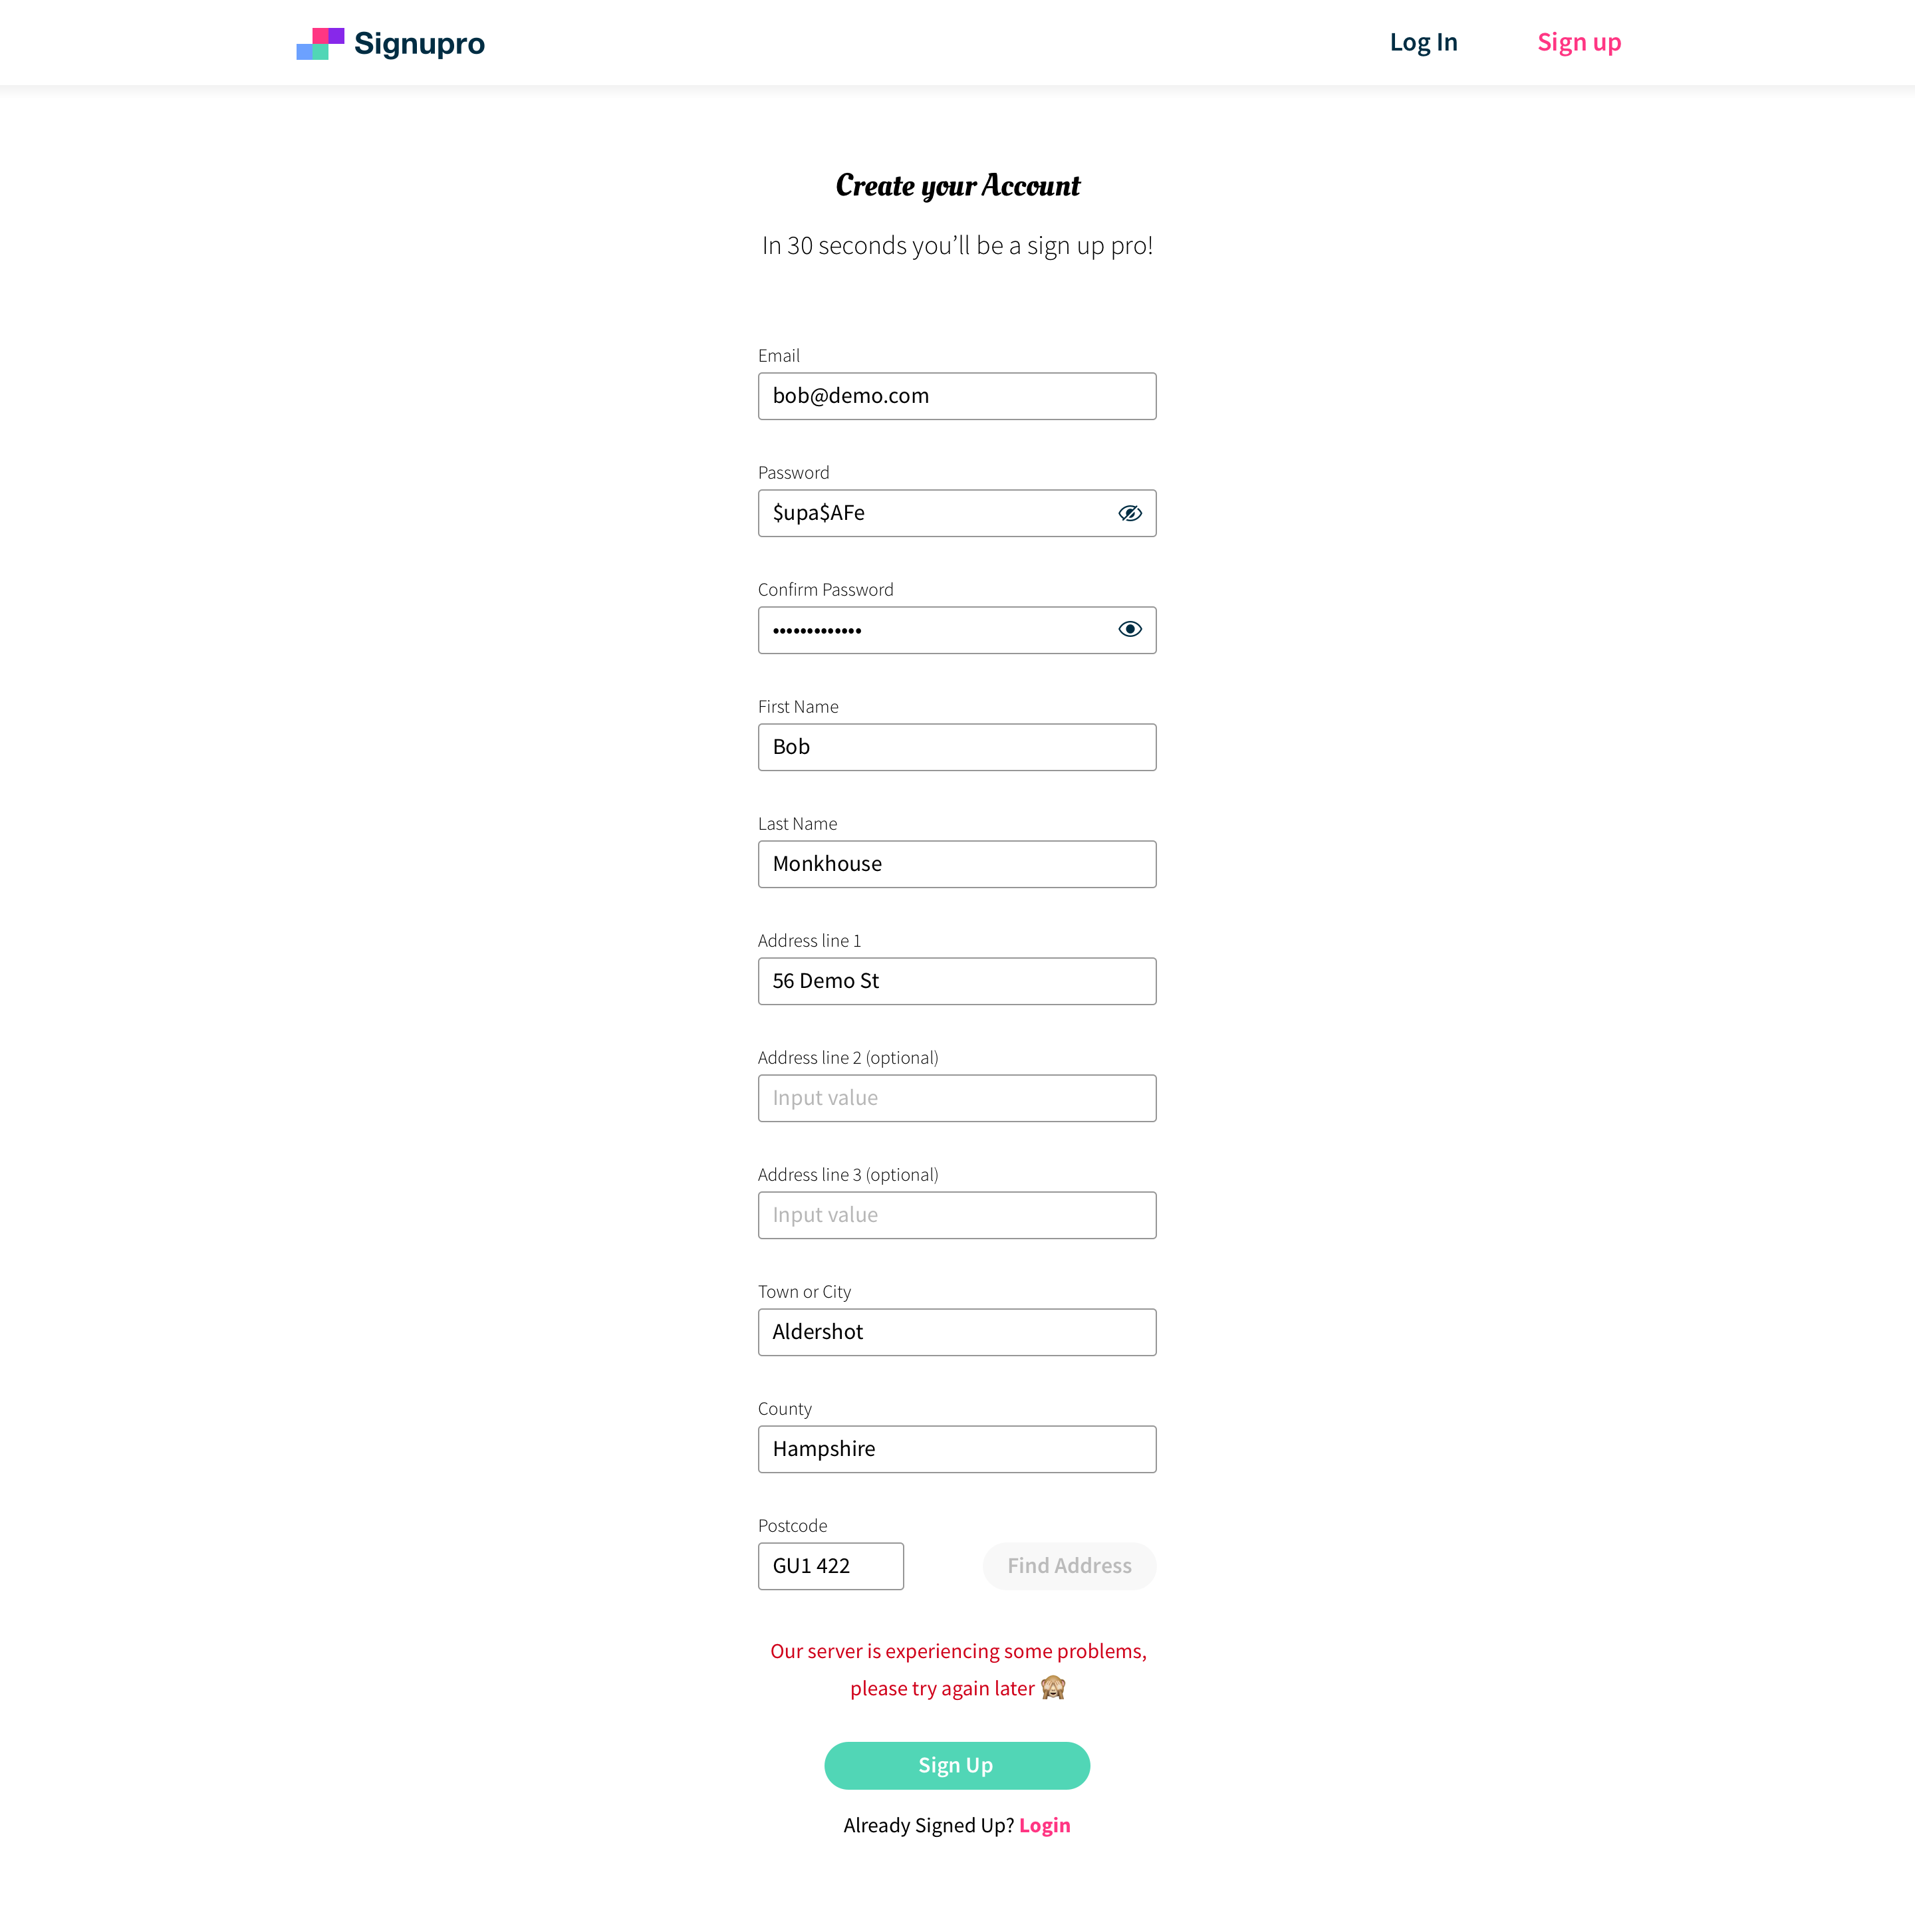 Signupro
Log In
Sign up
Create your Account
In 30 seconds you’ll be a sign up pro!
Email
bob@demo.com
Password
$upa$AFe
Confirm Password
•••••••••••••
First Name
Bob
Last Name
Monkhouse
Address line 1
56 Demo St
Address line 2 (optional)
Input value
Address line 3 (optional)
Input value
Town or City
Aldershot
County
Hampshire
Postcode
GU1 422
Find Address
Our server is experiencing some problems,
please try again later 🙈
Sign Up
Already Signed Up? Login